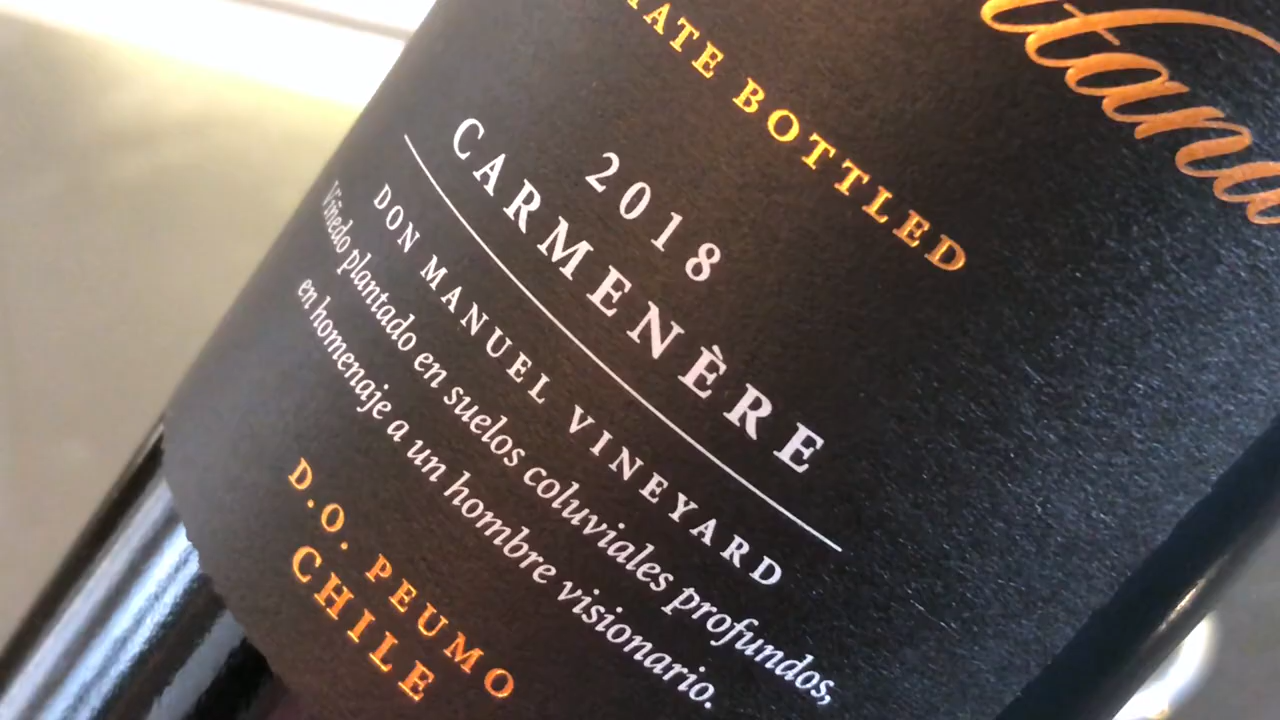 BOTTLED
2018
CARMENÈRE
DON MANUEL VINEYARD
Viñedo plantado en suelos coluviales profundos,
en homenaje a un hombre visionario.
D.O. PEUMO
CHILE